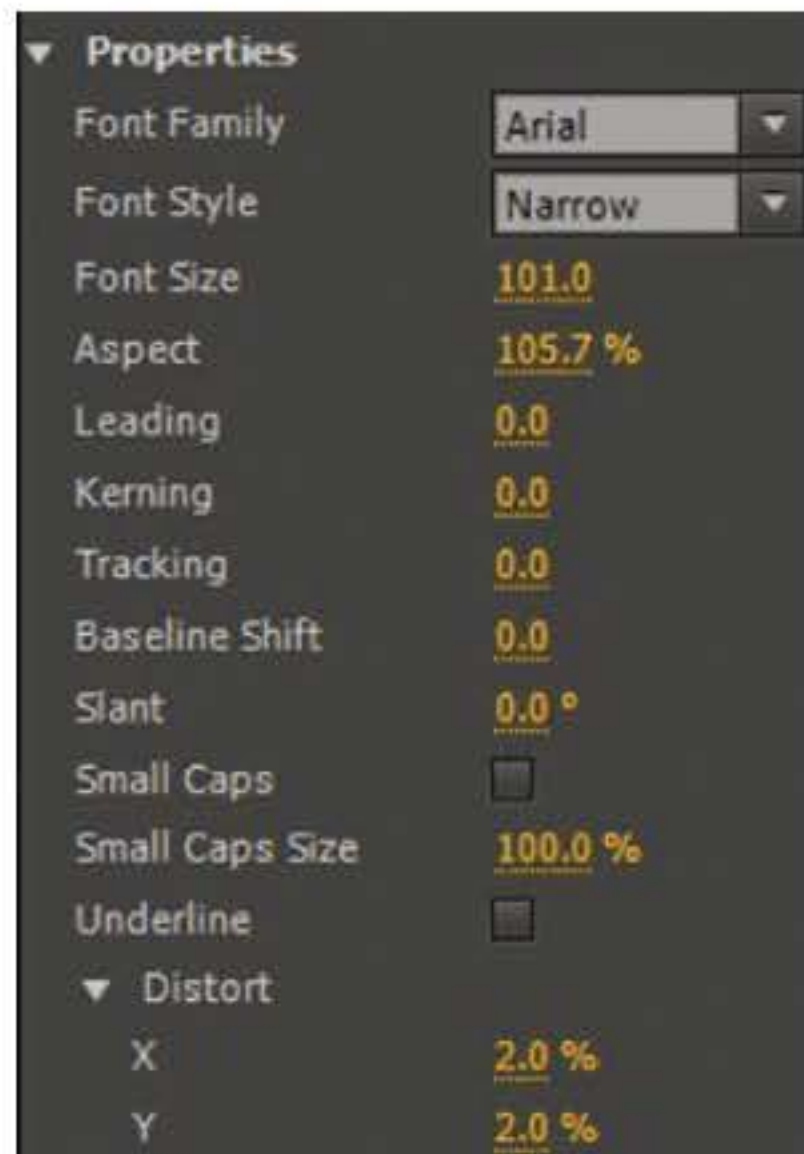 Properties
Font Family Arial
Font Style Narrow
Font Size 101.0
Aspect 105.7 %
Leading 0.0
Kerning 0.0
Tracking 0.0
Baseline Shift 0.0
Slant 0.0 °
Small Caps
Small Caps Size 100.0 %
Underline
Distort
X 2.0 %
Y 2.0 %